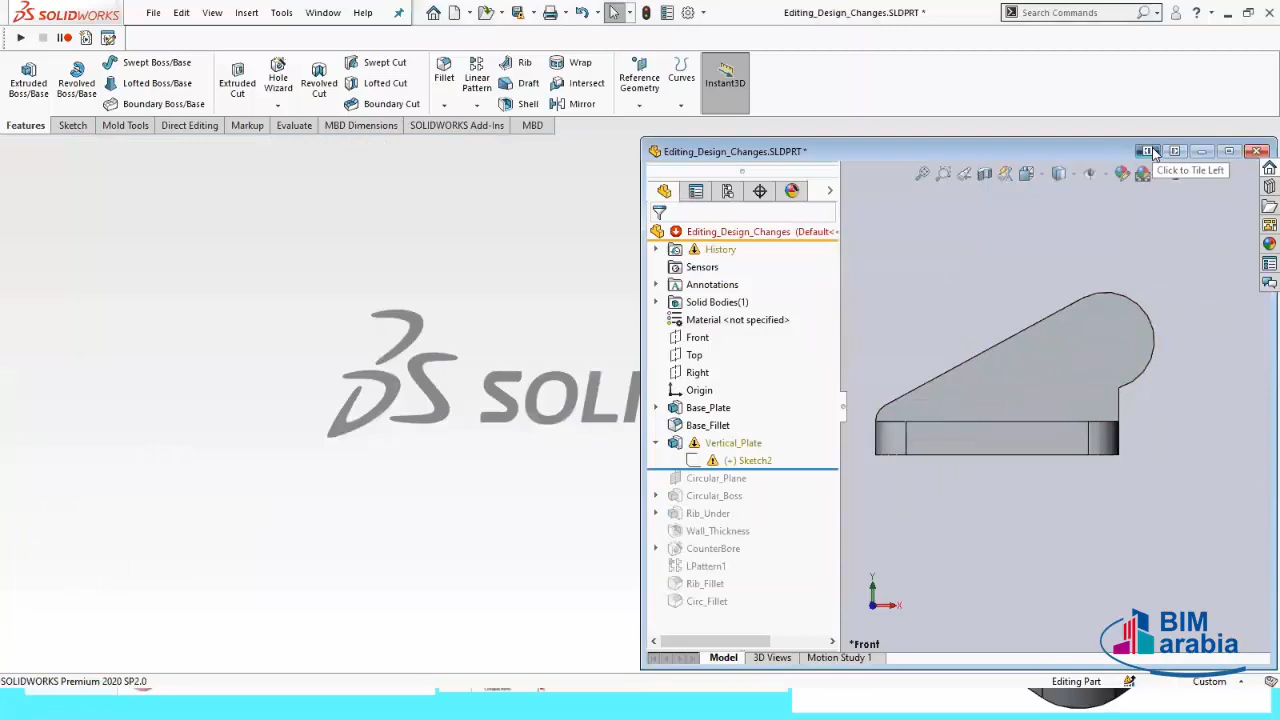 SOLIDWORKS
File Edit View Insert Tools Window Help
Editing_Design_Changes.SLDPRT *
Search Commands
Extruded Boss/Base
Revolved Boss/Base
Swept Boss/Base
Lofted Boss/Base
Boundary Boss/Base
Extruded Cut
Hole Wizard
Revolved Cut
Swept Cut
Lofted Cut
Boundary Cut
Fillet
Linear Pattern
Rib
Draft
Shell
Wrap
Intersect
Mirror
Reference Geometry
Curves
Instant3D
Features Sketch Mold Tools Direct Editing Markup Evaluate MBD Dimensions SOLIDWORKS Add-Ins MBD
Editing_Design_Changes.SLDPRT *
Click to Tile Left
Editing_Design_Changes (Default<
History
Sensors
Annotations
Solid Bodies(1)
Material <not specified>
Front
Top
Right
Origin
Base_Plate
Base_Fillet
Vertical_Plate
(+) Sketch2
Circular_Plane
Circular_Boss
Rib_Under
Wall_Thickness
CounterBore
LPattern1
Rib_Fillet
Circ_Fillet
SOLI
Y
X
*Front
Model 3D Views Motion Study 1
BIM
arabia
SOLIDWORKS Premium 2020 SP2.0
Editing Part
Custom